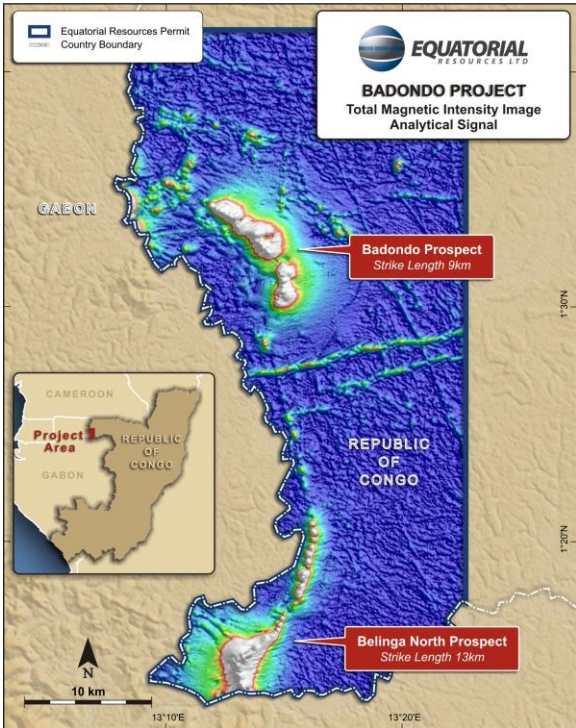 Equatorial Resources Permit
Country Boundary
EQUATORIAL
RESOURCES LTD
BADONDO PROJECT
Total Magnetic Intensity Image
Analytical Signal
GABON
Badondo Prospect
Strike Length 9km
1°30'N
CAMEROON
Project
Area
REPUBLIC
OF
CONGO
GABON
REPUBLIC
OF
CONGO
1°20'N
Belinga North Prospect
Strike Length 13km
N
10 km
13°10'E
13°20'E